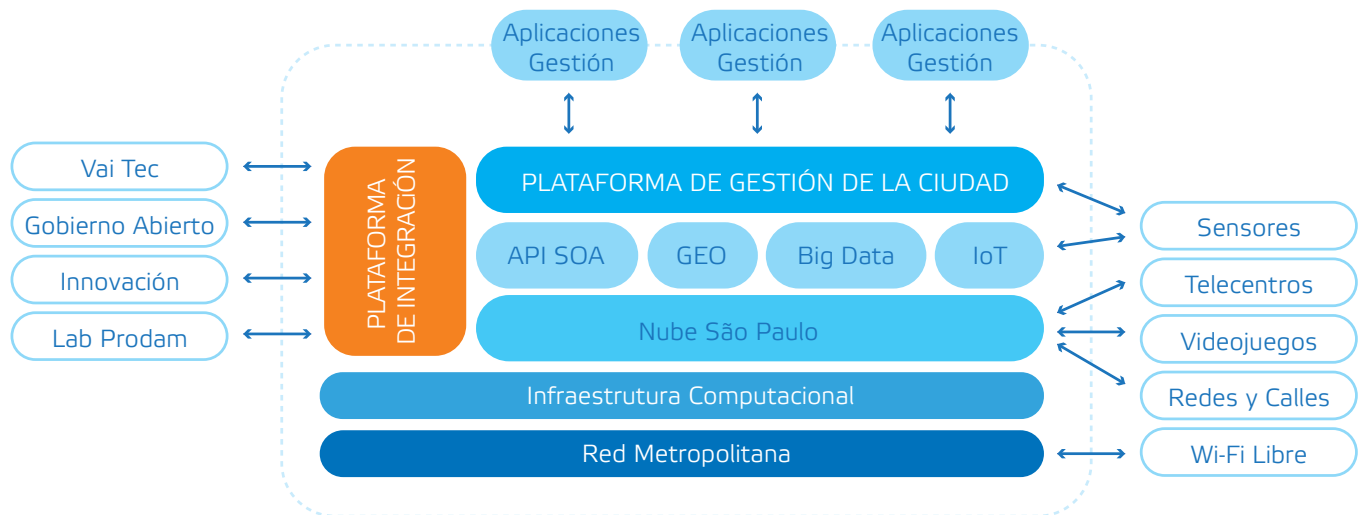 Aplicaciones
Gestión
Aplicaciones
Gestión
Aplicaciones
Gestión
Vai Tec
Gobierno Abierto
Innovación
Lab Prodam
PLATAFORMA
DE INTEGRACIÓN
PLATAFORMA DE GESTIÓN DE LA CIUDAD
API SOA
GEO
Big Data
IoT
Nube São Paulo
Infraestrutura Computacional
Red Metropolitana
Sensores
Telecentros
Videojuegos
Redes y Calles
Wi-Fi Libre